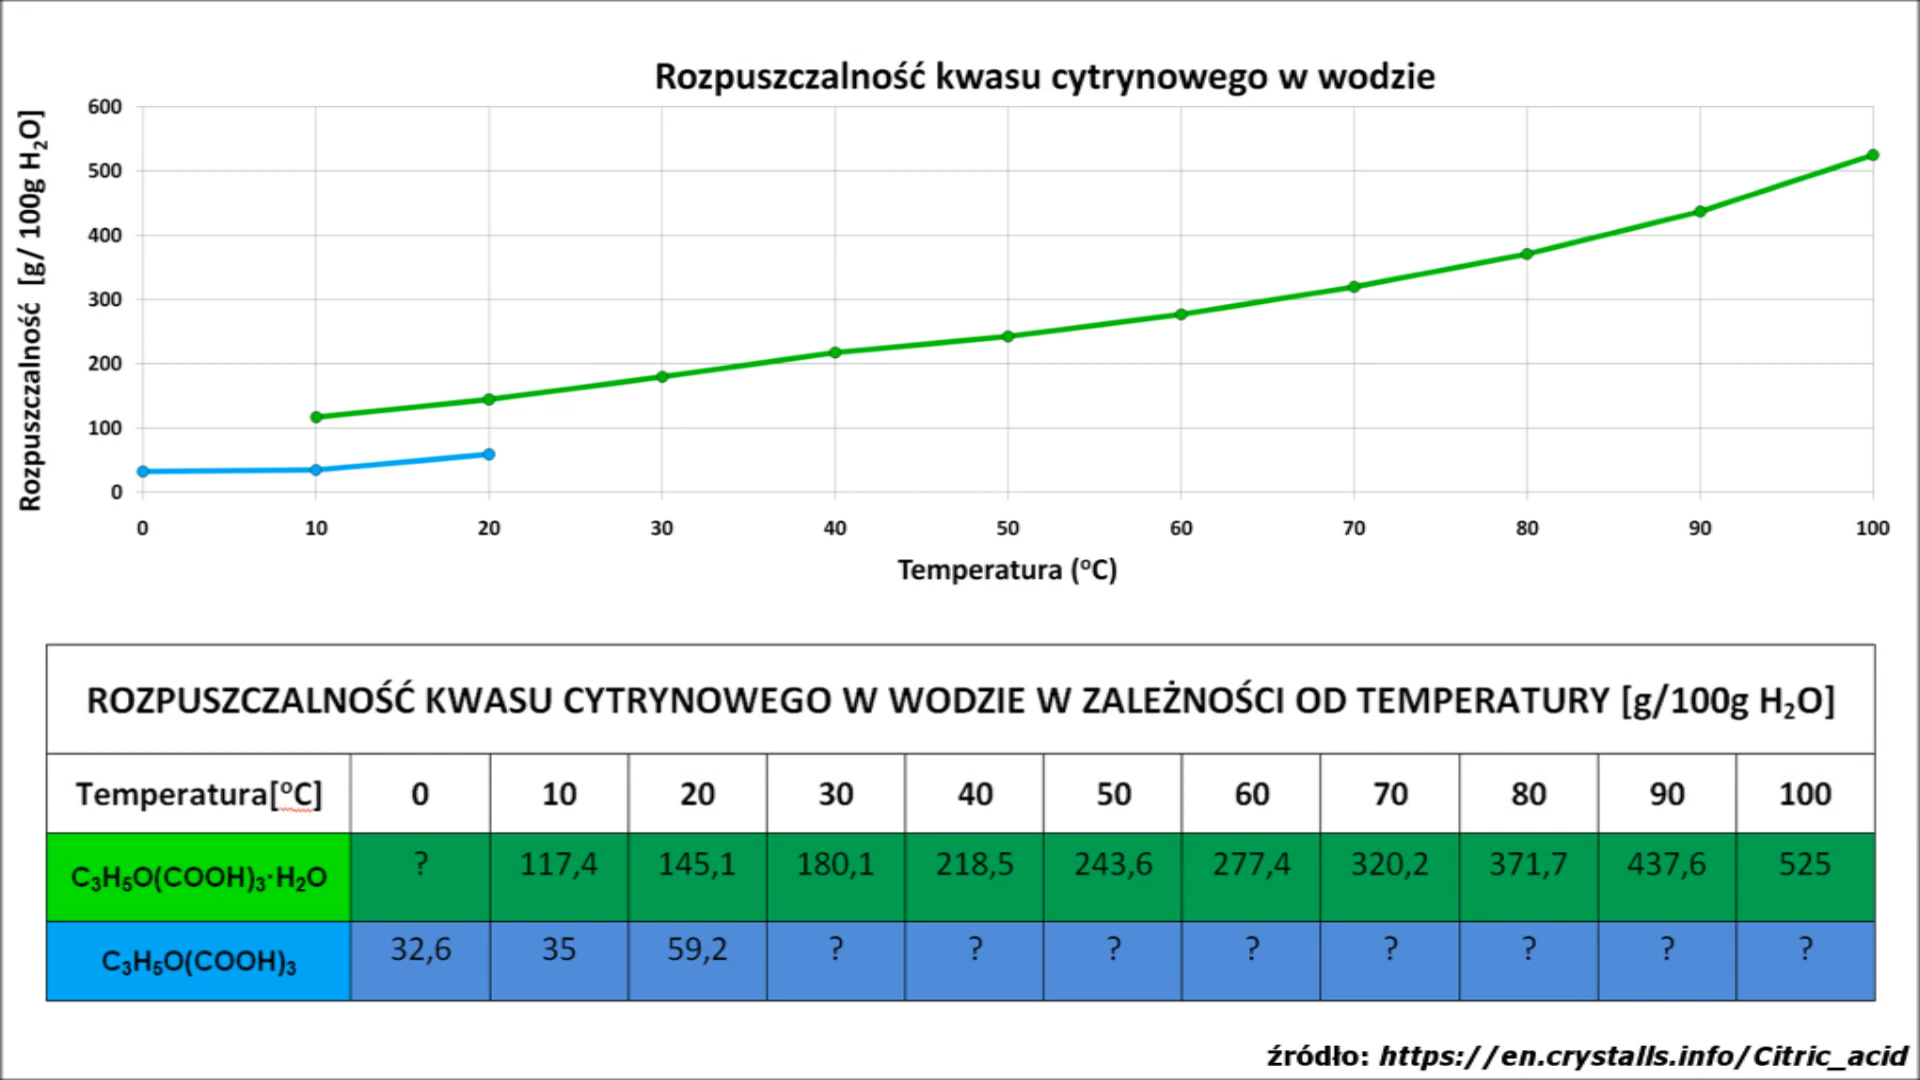 Rozpuszczalność kwasu cytrynowego w wodzie
Rozpuszczalność [g/ 100g H₂O]
600
500
400
300
200
100
0
0 10 20 30 40 50 60 70 80 90 100
Temperatura (°C)
ROZPUSZCZALNOŚĆ KWASU CYTRYNOWEGO W WODZIE W ZALEŻNOŚCI OD TEMPERATURY [g/100g H₂O]
Temperatura[°C] 0 10 20 30 40 50 60 70 80 90 100
C₃H₅O(COOH)₃·H₂O ? 117,4 145,1 180,1 218,5 243,6 277,4 320,2 371,7 437,6 525
C₃H₅O(COOH)₃ 32,6 35 59,2 ? ? ? ? ? ? ? ?
źródło: https://en.crystalls.info/Citric_acid